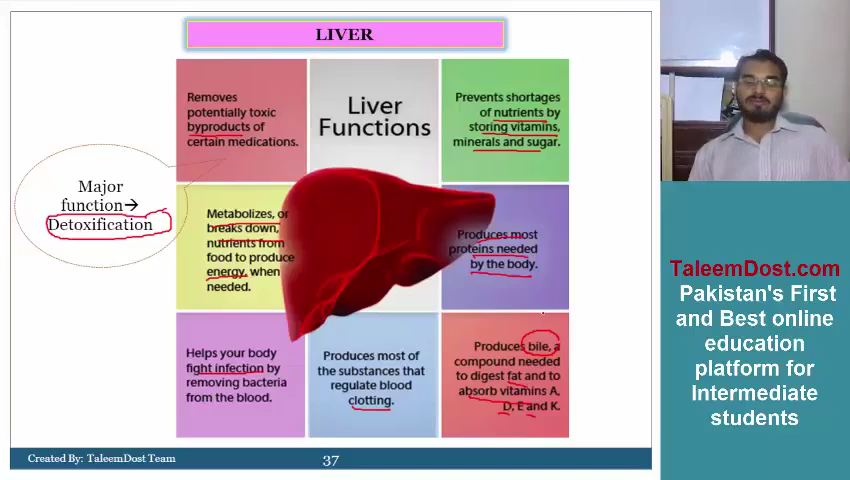 LIVER
Removes
potentially toxic
byproducts of
certain medications.
Liver
Functions
Prevents shortages
of nutrients by
storing vitamins,
minerals and sugar.
Major
function→
Detoxification
Metabolizes, or
breaks down,
nutrients from
food to produce
energy, when
needed.
Produces most
proteins needed
by the body.
Helps your body
fight infection by
removing bacteria
from the blood.
Produces most of
the substances that
regulate blood
clotting.
Produces bile, a
compound needed
to digest fat and to
absorb vitamins A,
D, E and K.
TaleemDost.com
Pakistan's First
and Best online
education
platform for
Intermediate
students
Created By: TaleemDost Team
37